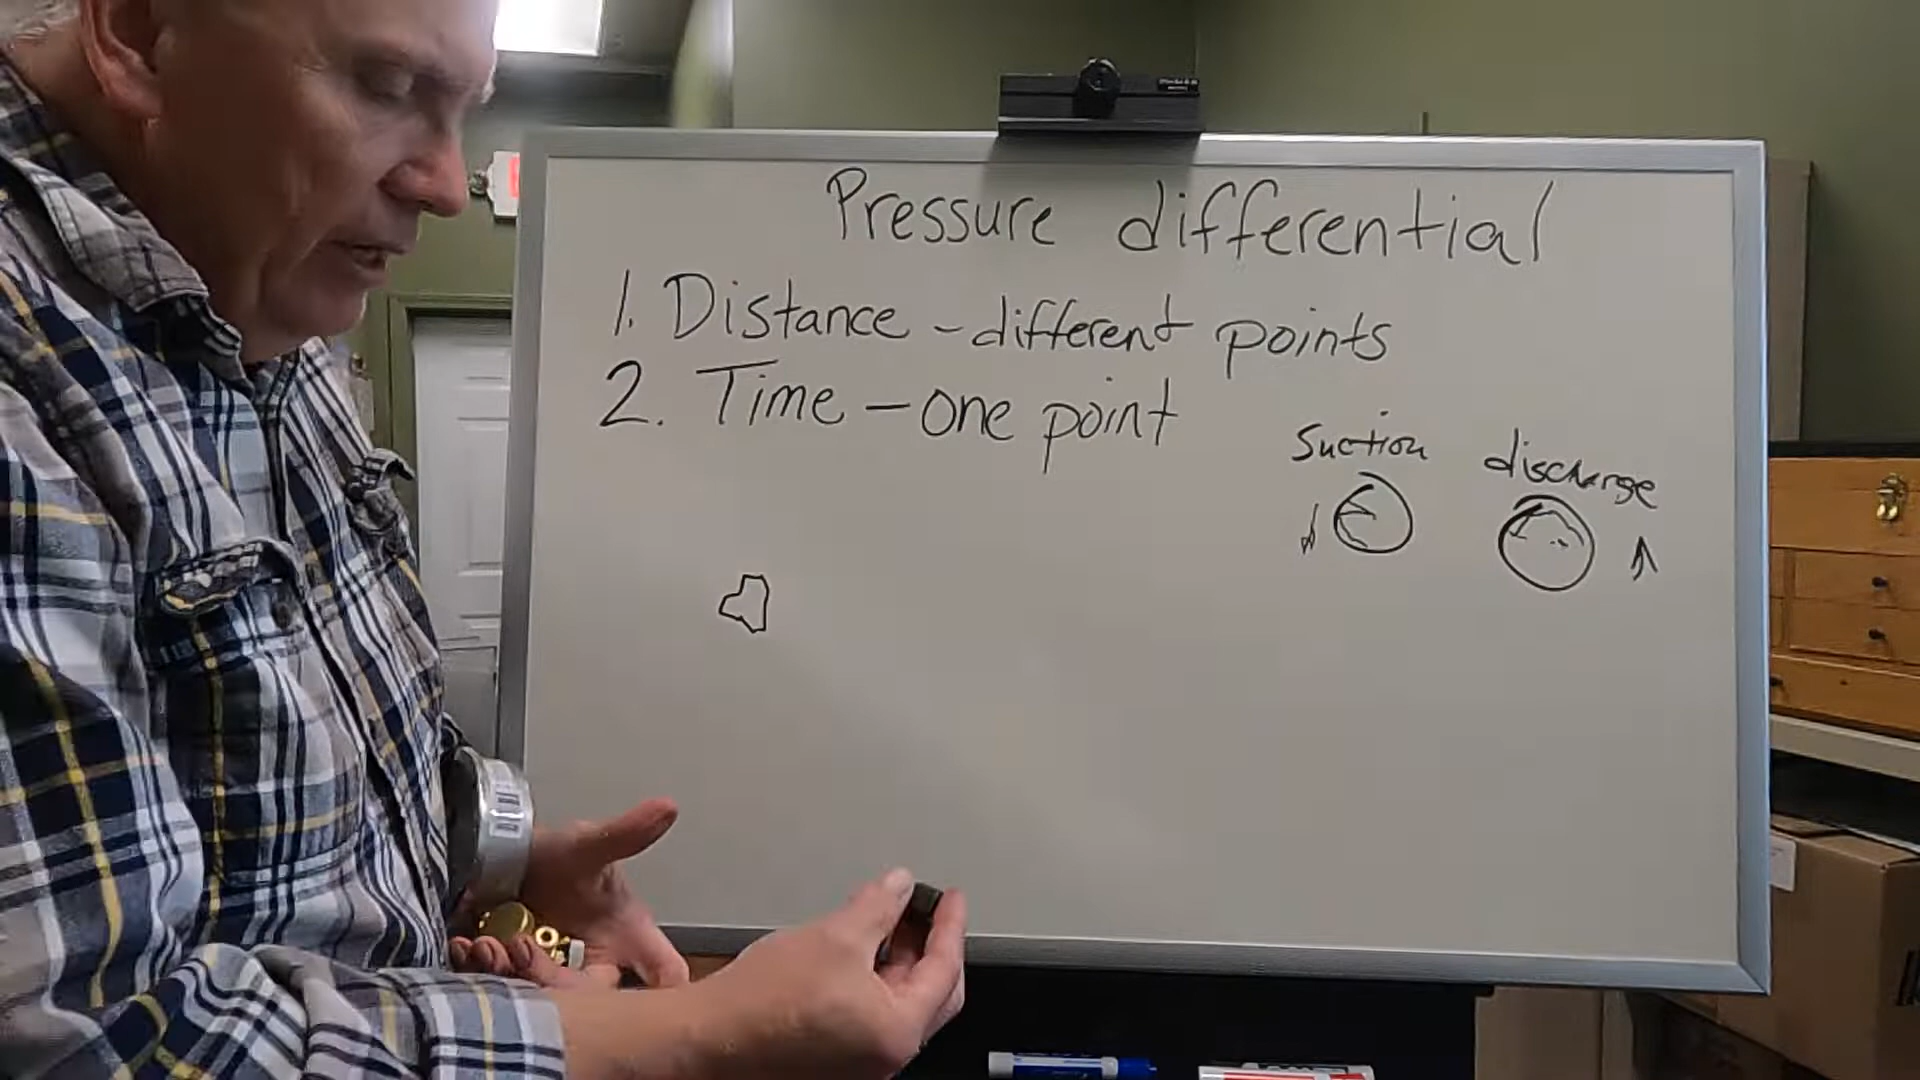 Pressure differential
1. Distance - different points
2. Time - one point
Suction
discharge